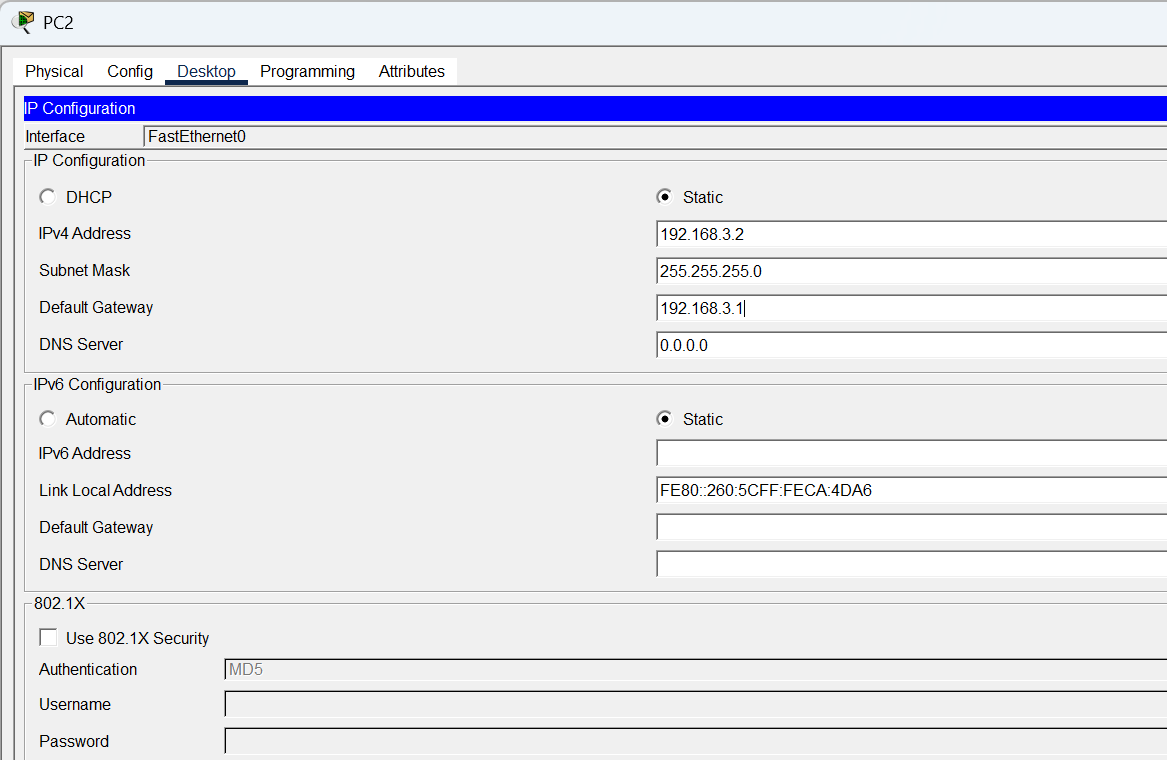 PC2
Physical Config Desktop Programming Attributes
IP Configuration
Interface FastEthernet0
IP Configuration
DHCP Static
IPv4 Address 192.168.3.2
Subnet Mask 255.255.255.0
Default Gateway 192.168.3.1
DNS Server 0.0.0.0
IPv6 Configuration
Automatic Static
IPv6 Address
Link Local Address FE80::260:5CFF:FECA:4DA6
Default Gateway
DNS Server
802.1X
Use 802.1X Security
Authentication MD5
Username
Password